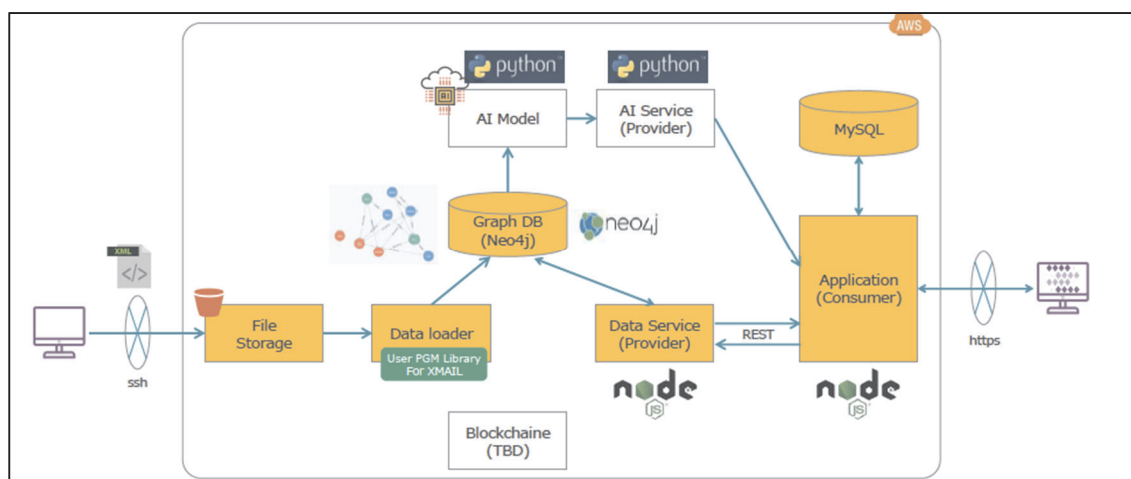 AWS
python
python
AI
AI Model
AI Service
(Provider)
MySQL
Graph DB
(Neo4j)
neo4j
XML
</>
File
Storage
Data loader
User PGM Library
For XMAIL
Data Service
(Provider)
REST
Application
(Consumer)
ssh
https
node
JS
node
JS
Blockchaine
(TBD)